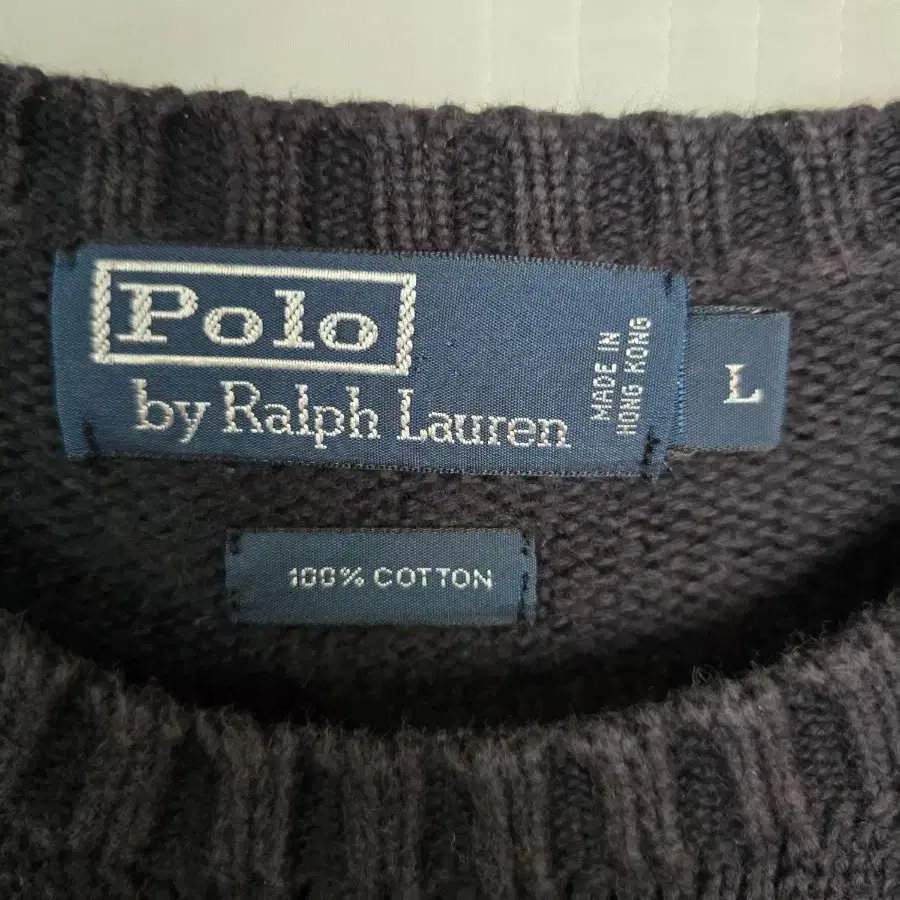 Polo
by Ralph Lauren
MADE IN
HONG KONG
L
100% COTTON